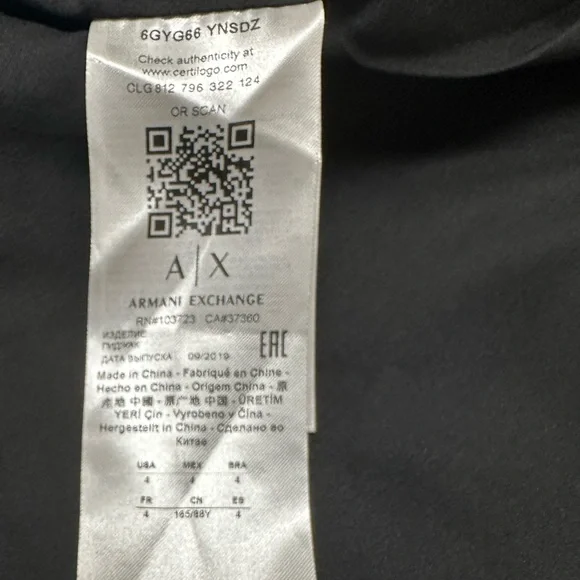 6GYG66 YNSDZ
Check authenticity at
www.certilogo.com
CLG 812 796 322 124
OR SCAN
A|X
ARMANI EXCHANGE
RN#103723 CA#37360
ИЗДЕЛИЕ
ПИДЖАК
ДАТА ВЫПУСКА 09/2019
EAC
Made in China - Fabriqué en Chine -
Hecho en China - Origem China - 原
産地 中國 - 原产地 中国 - ÜRETİM
YERİ Çin - Vyrobeno v Čína -
Hergestellt in China - Сделано во
Китае
USA MEX BRA
4 4 4
FR CN ES
4 165/88Y 4